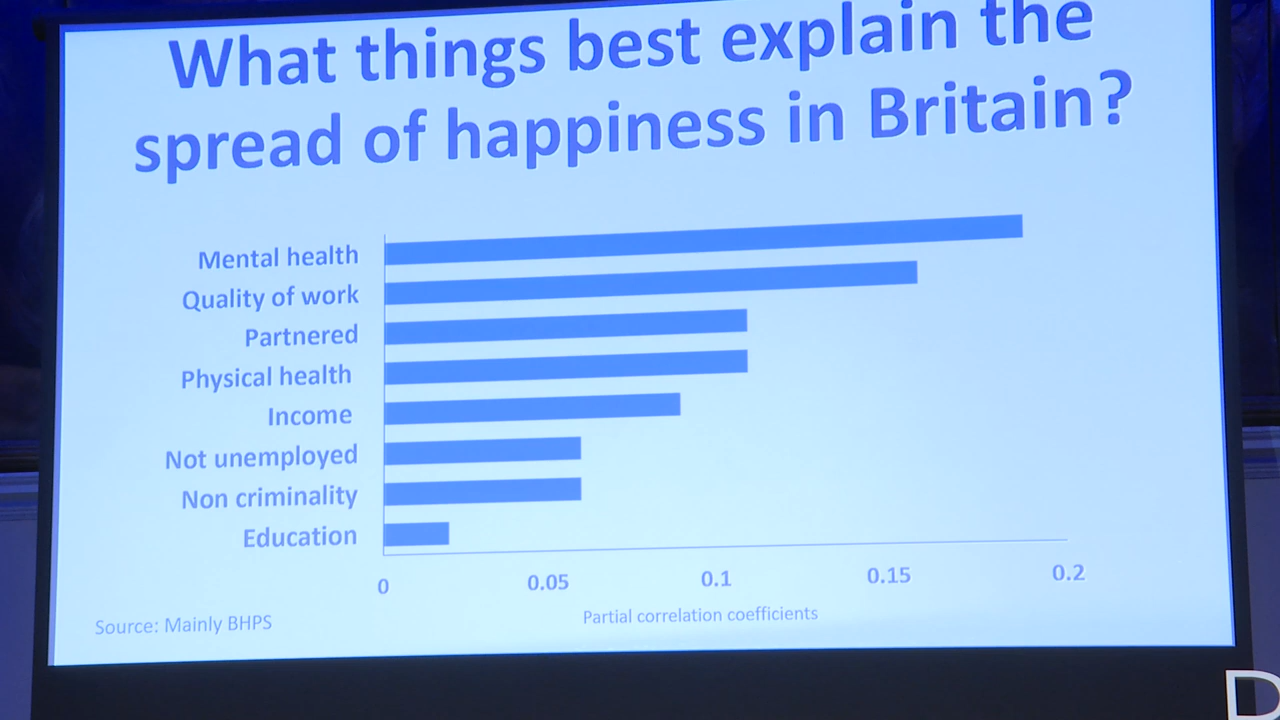 What things best explain the
spread of happiness in Britain?
Mental health
Quality of work
Partnered
Physical health
Income
Not unemployed
Non criminality
Education
0 0.05 0.1 0.15 0.2
Partial correlation coefficients
Source: Mainly BHPS